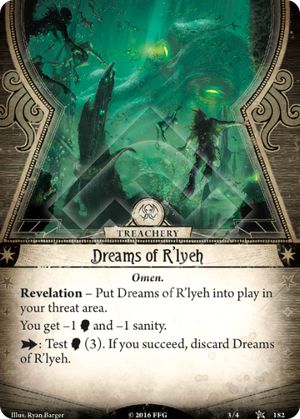 TREACHERY
Dreams of R'lyeh
Omen.
Revelation – Put Dreams of R'lyeh into play in
your threat area.
You get –1 and –1 sanity.
: Test (3). If you succeed, discard Dreams
of R'lyeh.
Illus. Ryan Barger © 2016 FFG 3/4 182